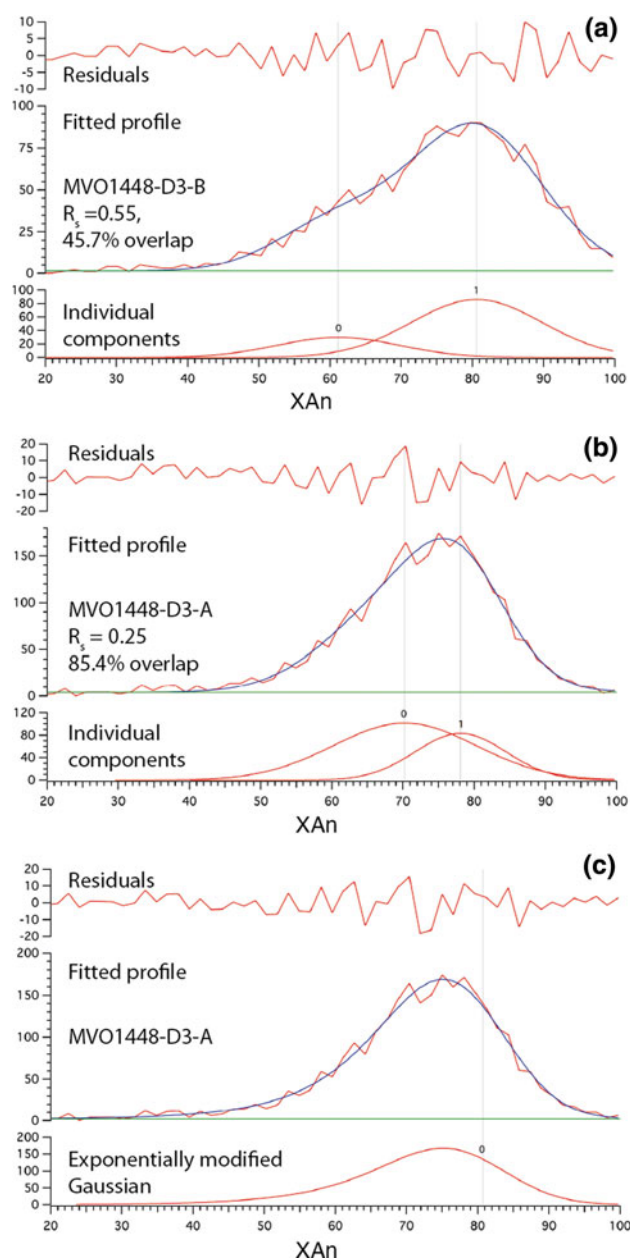 (a)
10
5
0
-5
-10
Residuals
100
75
50
25
0
Fitted profile
MVO1448-D3-B
Rs =0.55,
45.7% overlap
100
80
60
40
20
0
Individual
components
0
1
20 30 40 50 60 70 80 90 100
XAn
(b)
20
10
0
-10
-20
Residuals
150
100
50
0
Fitted profile
MVO1448-D3-A
Rs = 0.25
85.4% overlap
120
80
40
0
Individual
components
0
1
20 30 40 50 60 70 80 90 100
XAn
(c)
20
10
0
-10
-20
Residuals
200
150
100
50
0
Fitted profile
MVO1448-D3-A
200
150
100
50
0
Exponentially modified
Gaussian
0
20 30 40 50 60 70 80 90 100
XAn